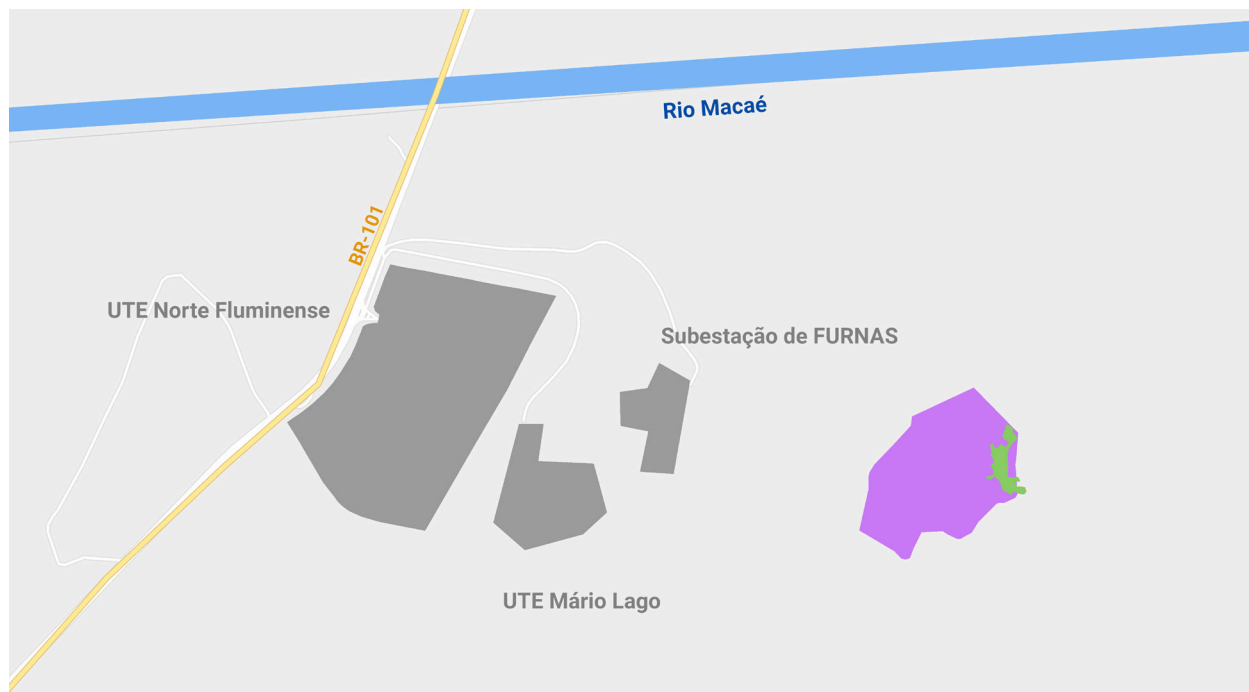 Rio Macaé
BR-101
UTE Norte Fluminense
Subestação de FURNAS
UTE Mário Lago